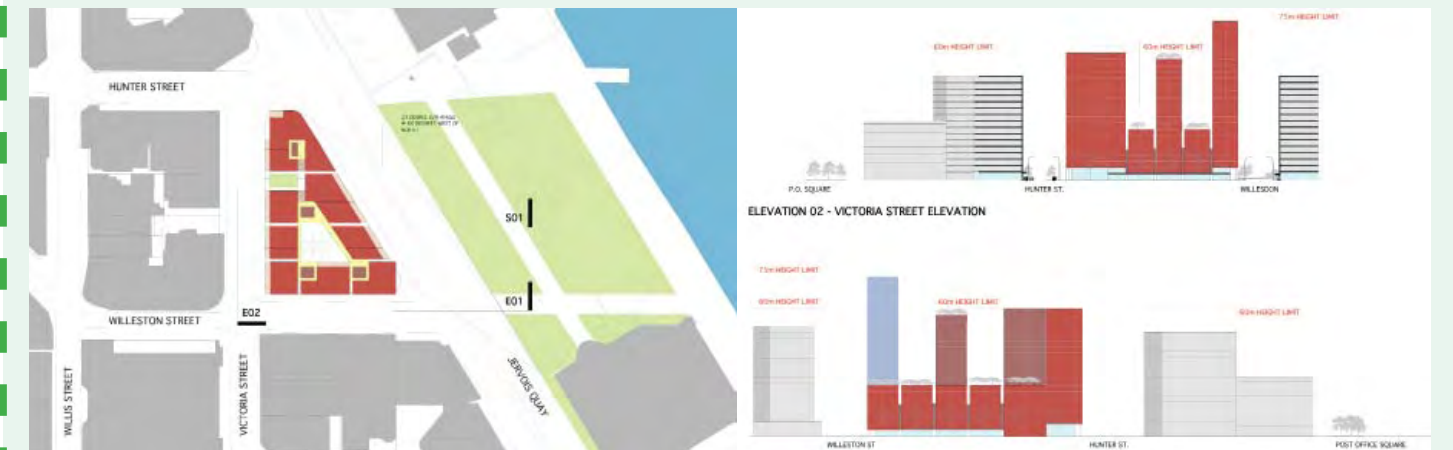 HUNTER STREET
S01
E01
E02
WILLESTON STREET
WILLIS STREET
VICTORIA STREET
JERVOIS QUAY
75m HEIGHT LIMIT
60m HEIGHT LIMIT
60m HEIGHT LIMIT
P.O. SQUARE
HUNTER ST.
WILLESDON
ELEVATION 02 - VICTORIA STREET ELEVATION
75m HEIGHT LIMIT
60m HEIGHT LIMIT
60m HEIGHT LIMIT
60m HEIGHT LIMIT
WILLESTON ST
HUNTER ST.
POST OFFICE SQUARE